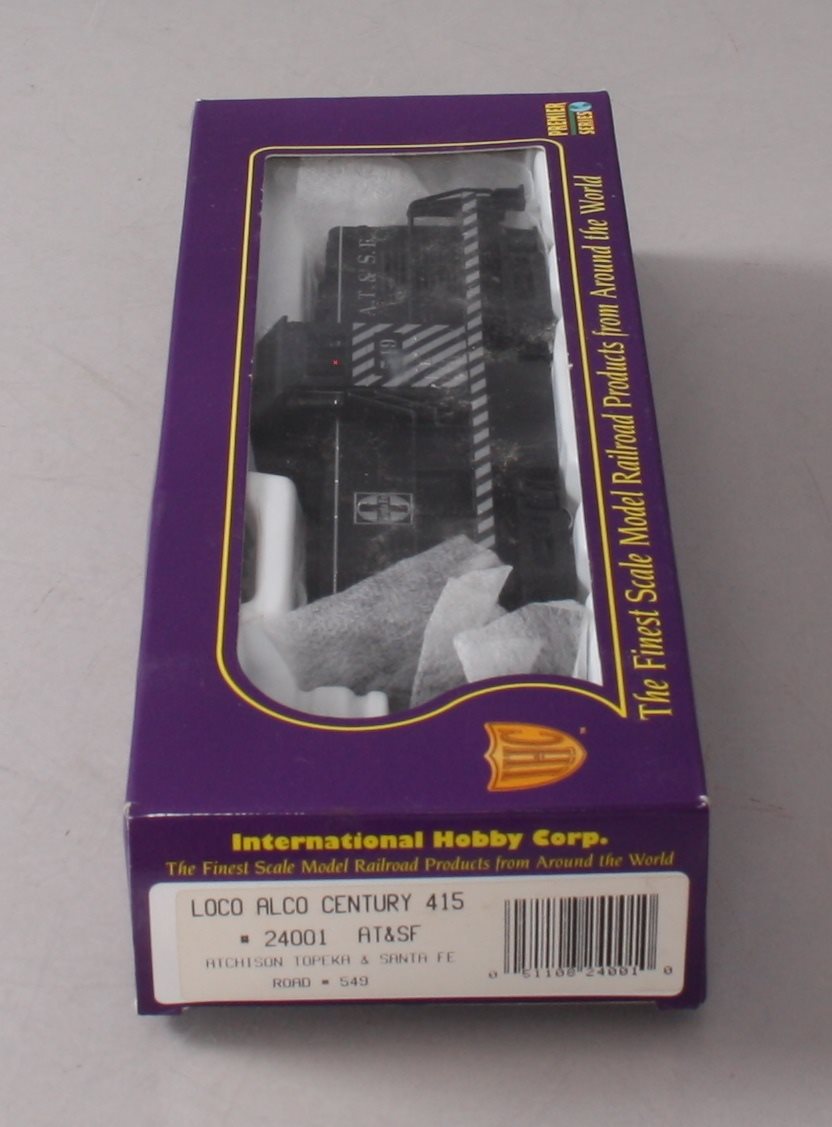 PREMIER
SERIES
The Finest Scale Model Railroad Products from Around the World
A.T. & S.F.
IHC
™
International Hobby Corp.
The Finest Scale Model Railroad Products from Around the World
LOCO ALCO CENTURY 415
# 24001 AT&SF
ATCHISON TOPEKA & SANTA FE
ROAD # 549
0 51108 24001 0